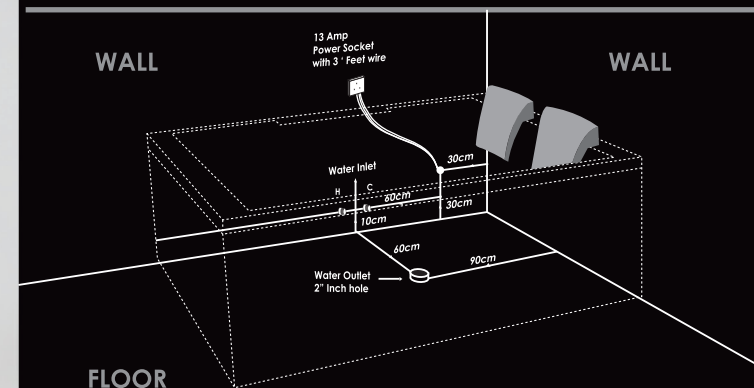 13 Amp
Power Socket
with 3 ' Feet wire
WALL
WALL
30cm
Water Inlet
H
C
60cm
30cm
10cm
60cm
90cm
Water Outlet
2" Inch hole
FLOOR